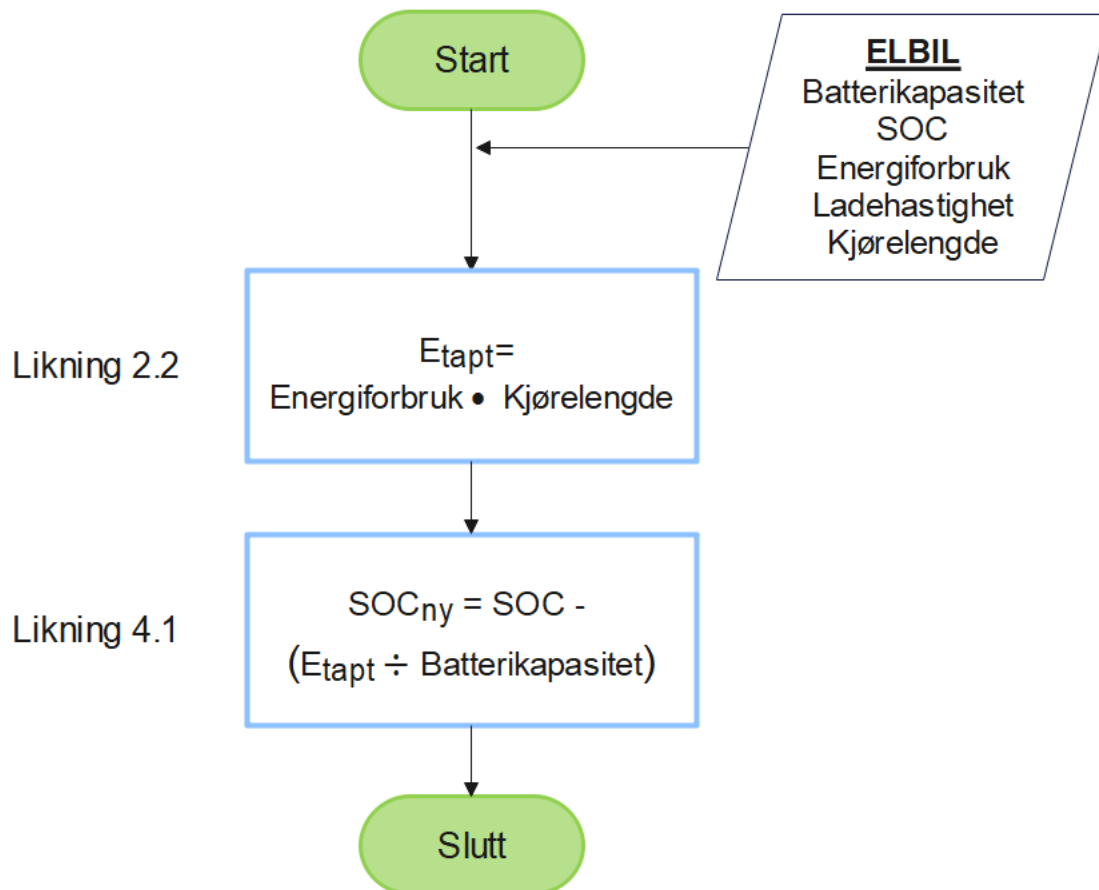 Start
ELBIL
Batterikapasitet
SOC
Energiforbruk
Ladehastighet
Kjørelengde
Likning 2.2
Etapt=
Energiforbruk • Kjørelengde
Likning 4.1
SOCny = SOC -
(Etapt ÷ Batterikapasitet)
Slutt